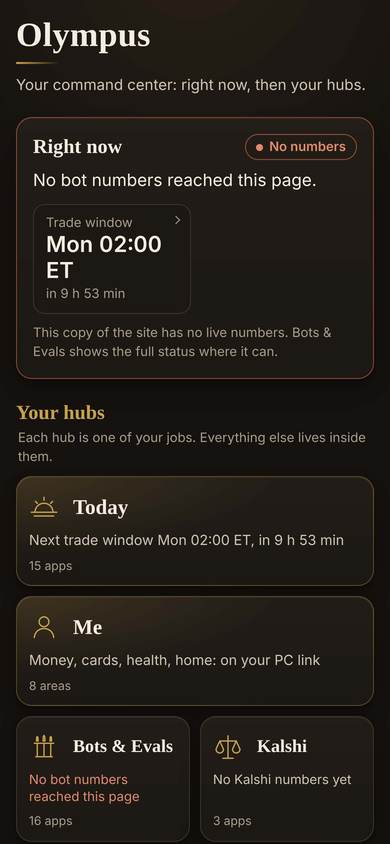 Olympus
Your command center: right now, then your hubs.
Right now
No numbers
No bot numbers reached this page.
Trade window
Mon 02:00
ET
in 9 h 53 min
This copy of the site has no live numbers. Bots &
Evals shows the full status where it can.
Your hubs
Each hub is one of your jobs. Everything else lives inside
them.
Today
Next trade window Mon 02:00 ET, in 9 h 53 min
15 apps
Me
Money, cards, health, home: on your PC link
8 areas
Bots & Evals
No bot numbers
reached this page
16 apps
Kalshi
No Kalshi numbers yet
3 apps